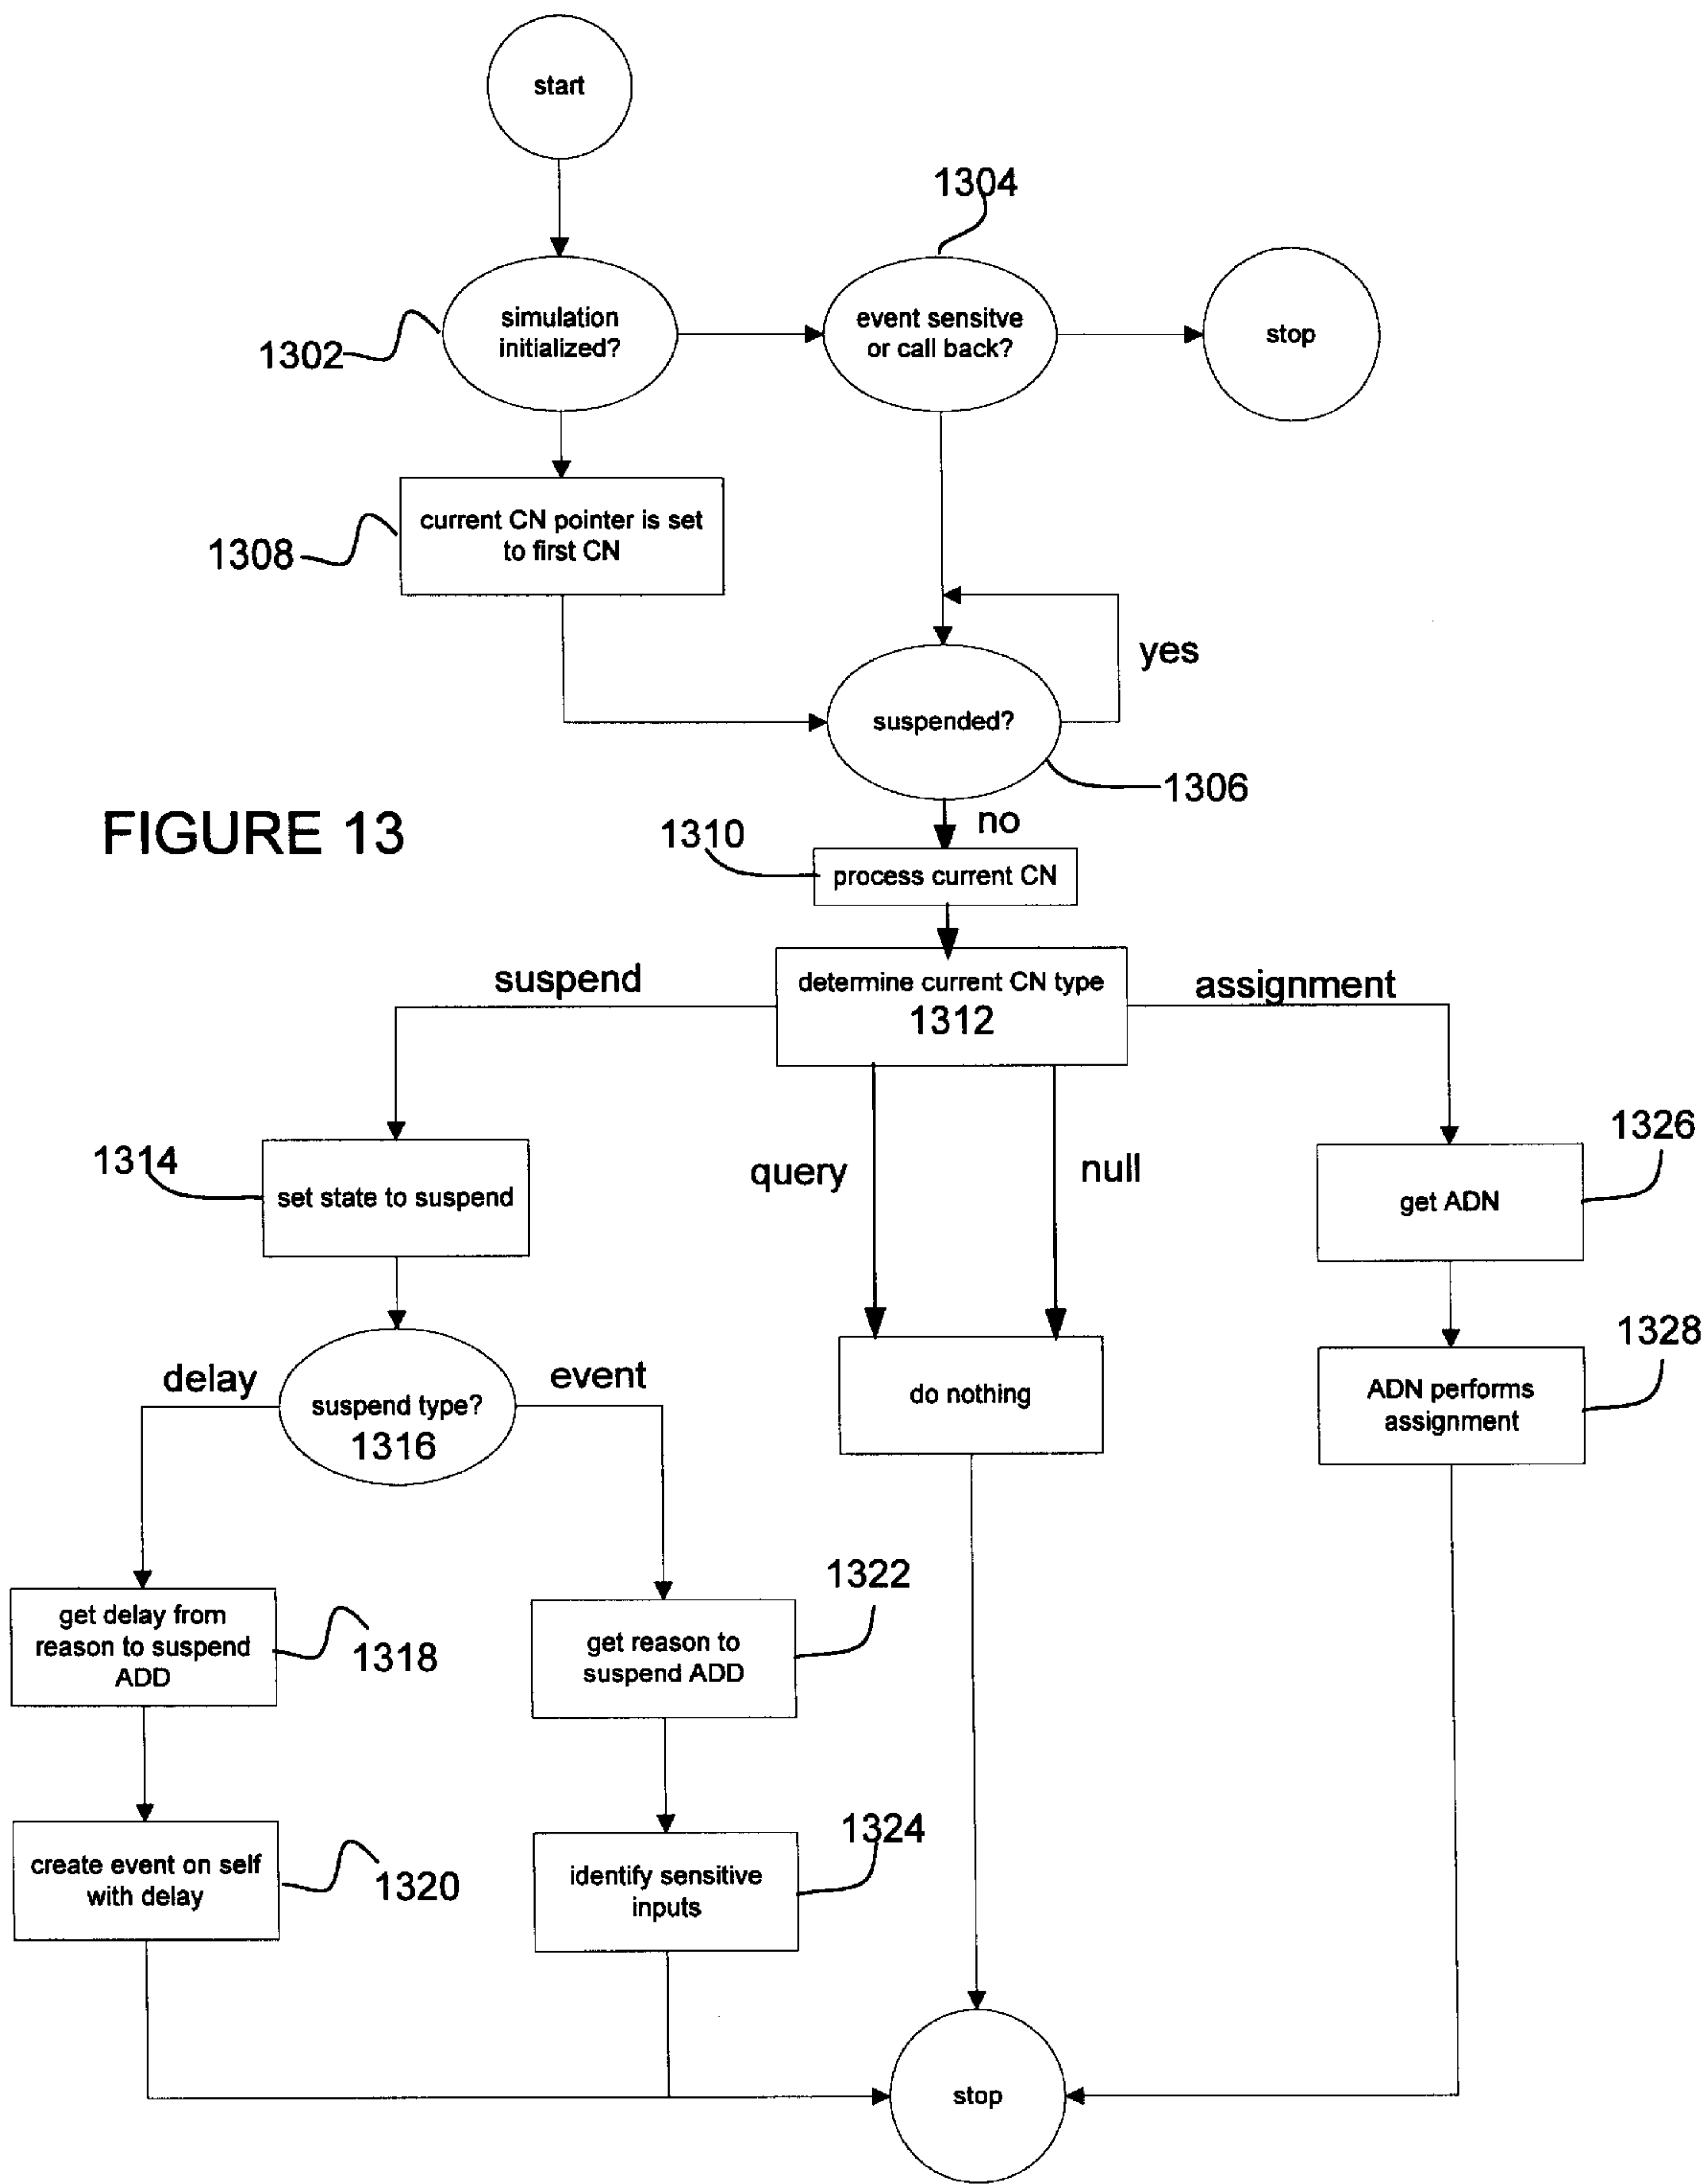 start
1304
simulation
initialized?
event sensitve
or call back?
stop
1302
current CN pointer is set
to first CN
1308
yes
suspended?
1306
FIGURE 13
no
1310
process current CN
suspend
determine current CN type
1312
assignment
1314
set state to suspend
query
null
1326
get ADN
delay
suspend type?
1316
event
do nothing
1328
ADN performs
assignment
get delay from
reason to suspend
ADD
1318
1322
get reason to
suspend ADD
create event on self
with delay
1320
1324
identify sensitive
inputs
stop